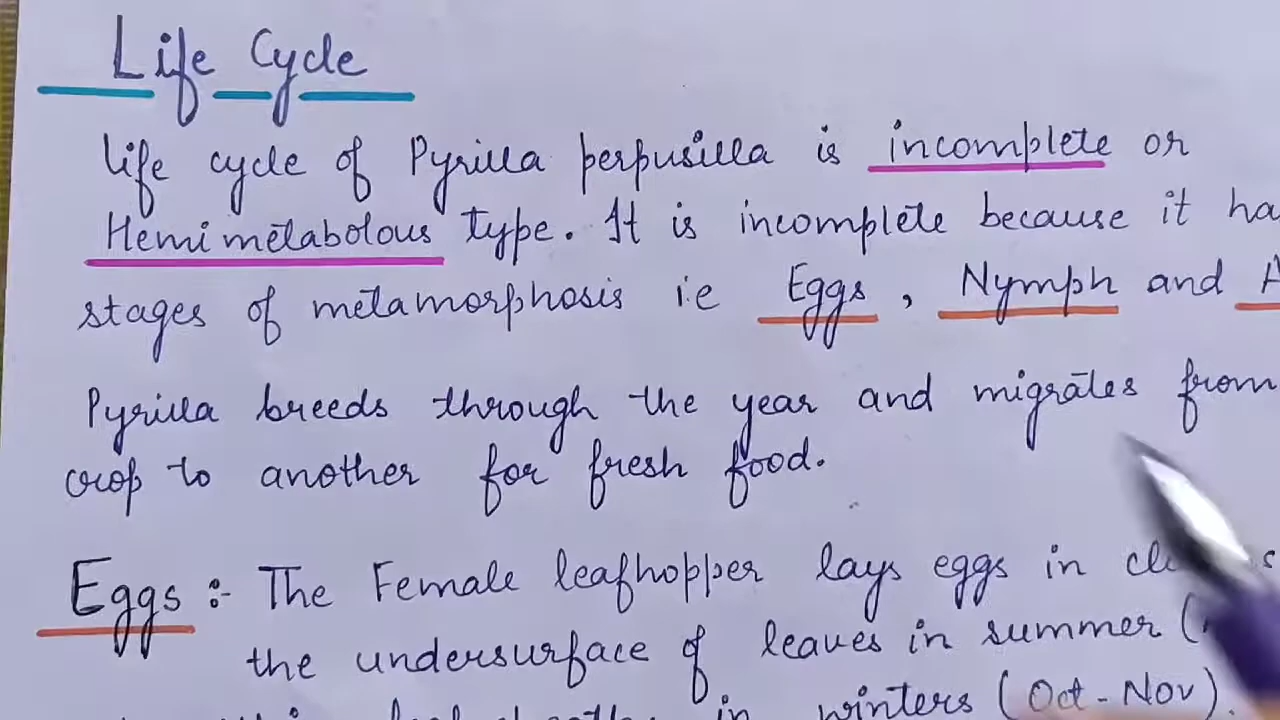 Life Cycle
Life cycle of Pyrilla perpusilla is incomplete or
Hemimetabolous type. It is incomplete because it ha
stages of metamorphosis i.e Eggs, Nymph and A
Pyrilla breeds through the year and migrates from
crop to another for fresh food.
Eggs :- The Female leafhopper lays eggs in
the undersurface of leaves in summer (
in winters (Oct-Nov).